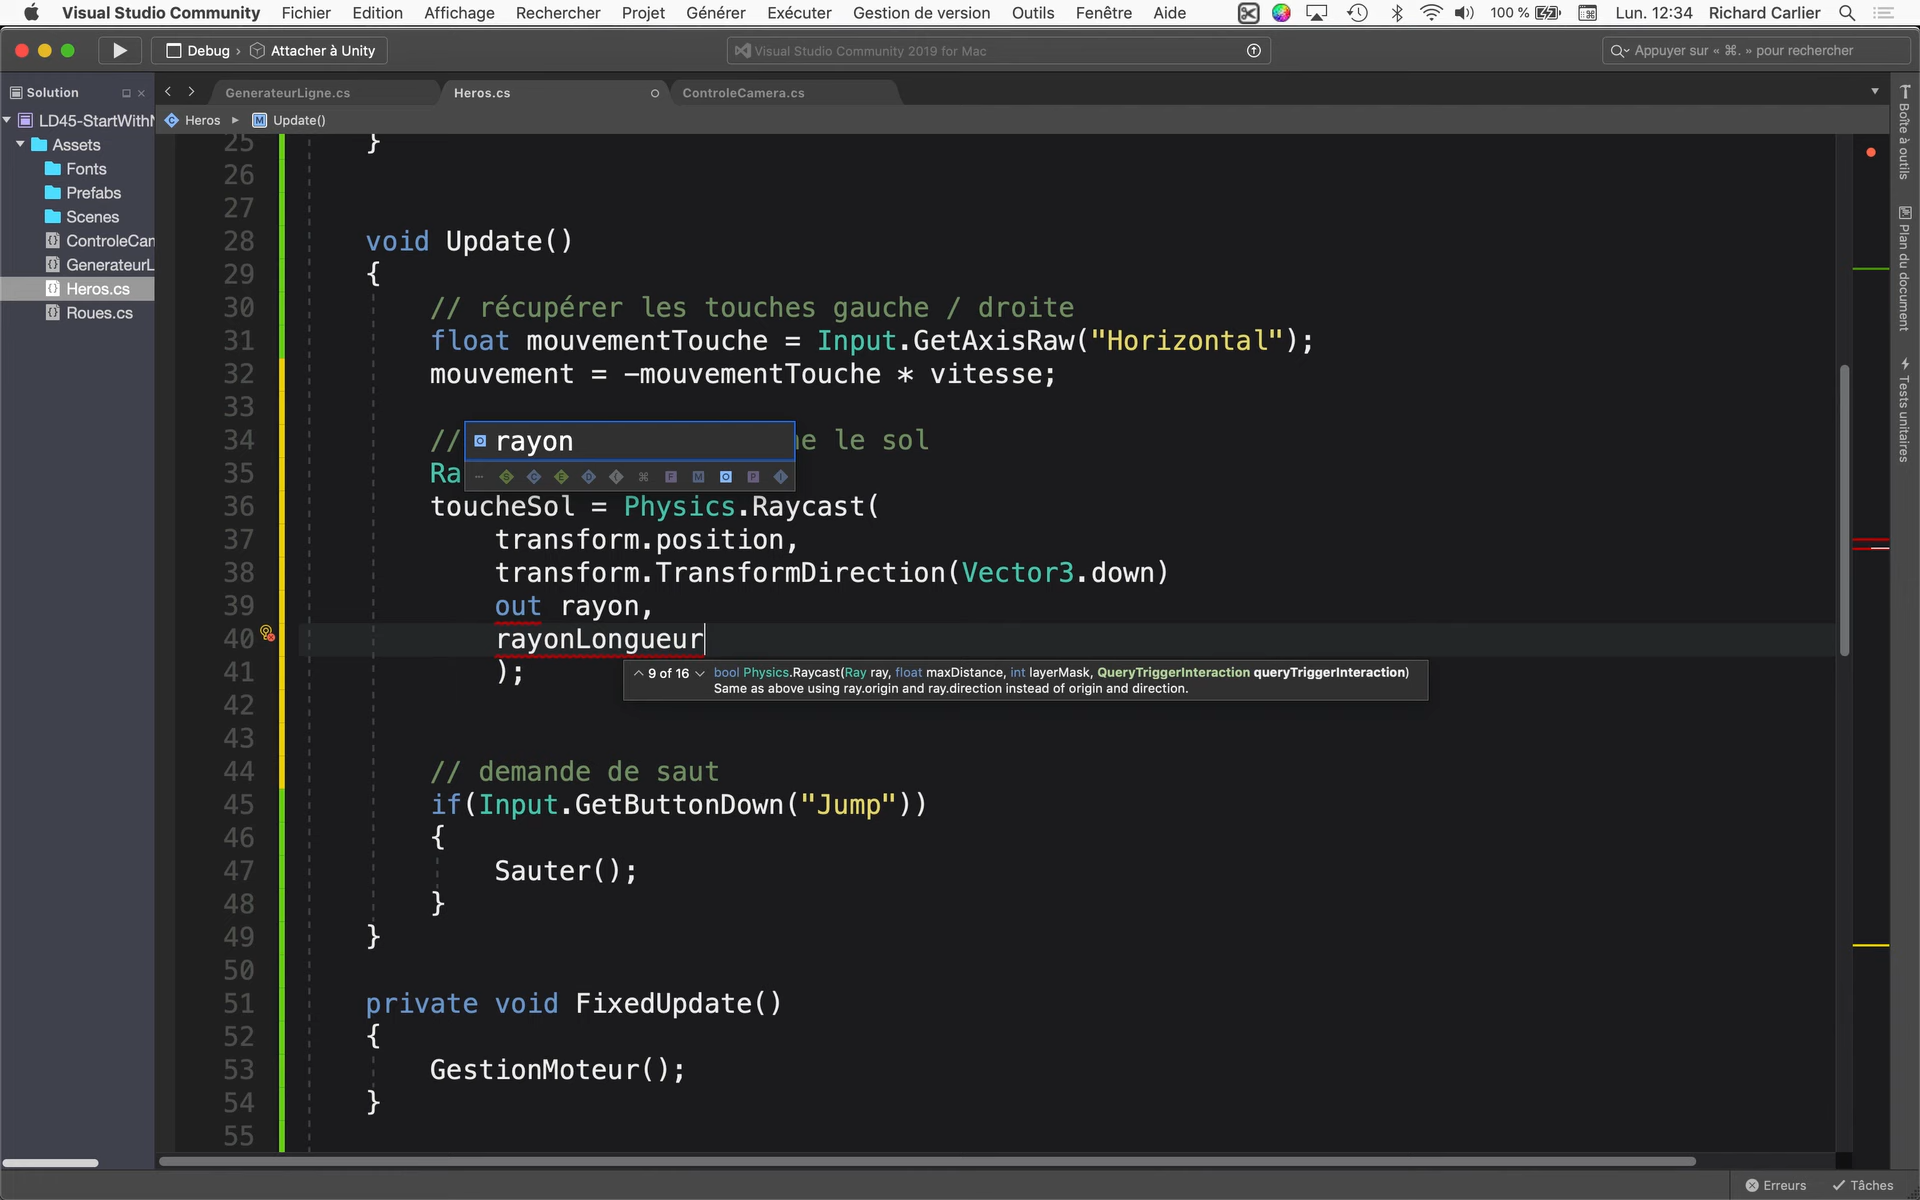 Visual Studio Community Fichier Edition Affichage Rechercher Projet Générer Exécuter Gestion de version Outils Fenêtre Aide 100 % Lun. 12:34 Richard Carlier
Debug › Attacher à Unity
Visual Studio Community 2019 for Mac
Appuyer sur « ⌘. » pour rechercher
Solution
LD45-StartWithN
Assets
Fonts
Prefabs
Scenes
ControleCam
GenerateurL
Heros.cs
Roues.cs
GenerateurLigne.cs Heros.cs ControleCamera.cs
Heros ▸ Update()
25 }
26
27
28 void Update()
29 {
30 // récupérer les touches gauche / droite
31 float mouvementTouche = Input.GetAxisRaw("Horizontal");
32 mouvement = -mouvementTouche * vitesse;
33
34 // e le sol
35 Ra
rayon
36 toucheSol = Physics.Raycast(
37 transform.position,
38 transform.TransformDirection(Vector3.down)
39 out rayon,
40 rayonLongueur
41 );
9 of 16 bool Physics.Raycast(Ray ray, float maxDistance, int layerMask, QueryTriggerInteraction queryTriggerInteraction)
Same as above using ray.origin and ray.direction instead of origin and direction.
42
43
44 // demande de saut
45 if(Input.GetButtonDown("Jump"))
46 {
47 Sauter();
48 }
49 }
50
51 private void FixedUpdate()
52 {
53 GestionMoteur();
54 }
55
Boîte à outils
Plan du document
Tests unitaires
Erreurs Tâches